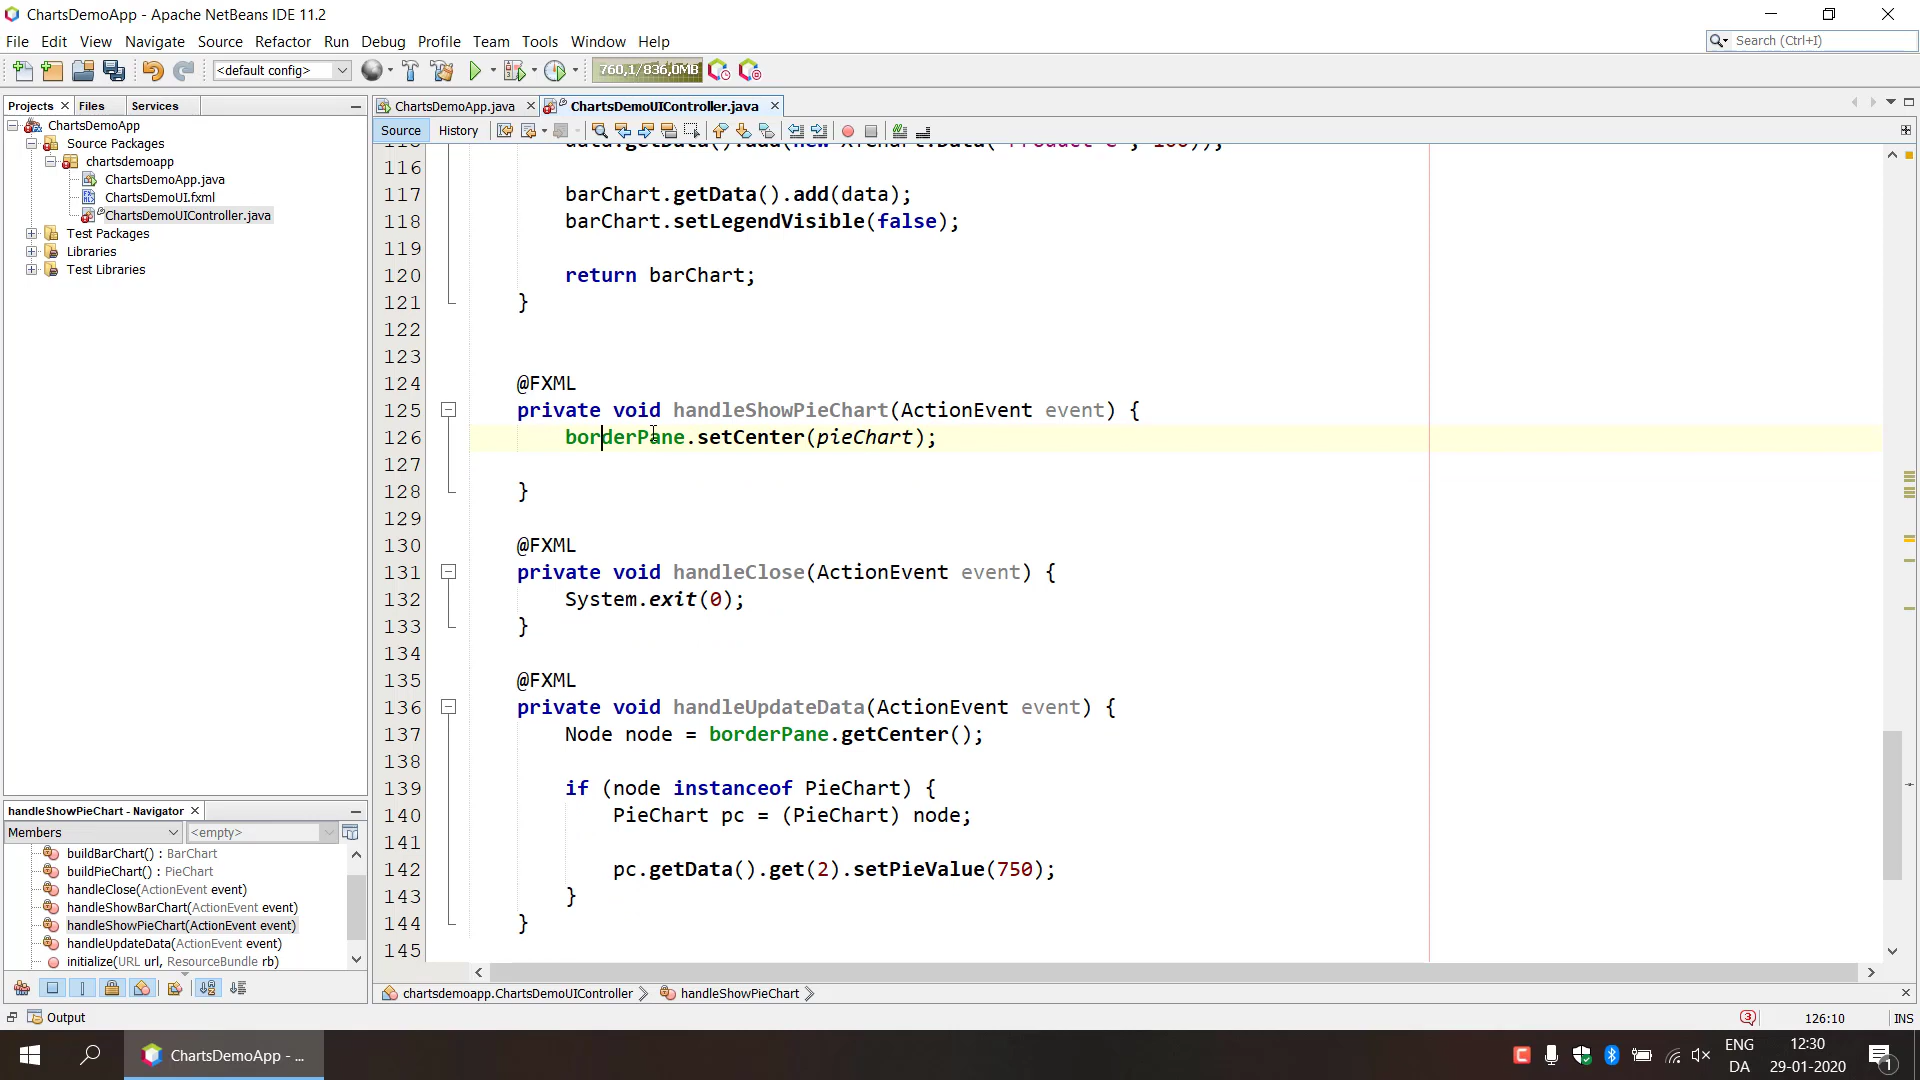 ChartsDemoApp - Apache NetBeans IDE 11.2
File Edit View Navigate Source Refactor Run Debug Profile Team Tools Window Help
Search (Ctrl+I)
<default config>
760,1/836,0MB
Projects Files Services
ChartsDemoApp
Source Packages
chartsdemoapp
ChartsDemoApp.java
ChartsDemoUI.fxml
ChartsDemoUIController.java
Test Packages
Libraries
Test Libraries
ChartsDemoApp.java ChartsDemoUIController.java
Source History
116
117 barChart.getData().add(data);
118 barChart.setLegendVisible(false);
119
120 return barChart;
121 }
122
123
124 @FXML
125 private void handleShowPieChart(ActionEvent event) {
126 borderPane.setCenter(pieChart);
127
128 }
129
130 @FXML
131 private void handleClose(ActionEvent event) {
132 System.exit(0);
133 }
134
135 @FXML
136 private void handleUpdateData(ActionEvent event) {
137 Node node = borderPane.getCenter();
138
139 if (node instanceof PieChart) {
140 PieChart pc = (PieChart) node;
141
142 pc.getData().get(2).setPieValue(750);
143 }
144 }
145
handleShowPieChart - Navigator
Members <empty>
buildBarChart() : BarChart
buildPieChart() : PieChart
handleClose(ActionEvent event)
handleShowBarChart(ActionEvent event)
handleShowPieChart(ActionEvent event)
handleUpdateData(ActionEvent event)
initialize(URL url, ResourceBundle rb)
chartsdemoapp.ChartsDemoUIController handleShowPieChart
Output
3 126:10 INS
ChartsDemoApp - ...
ENG
DA
12:30
29-01-2020
1